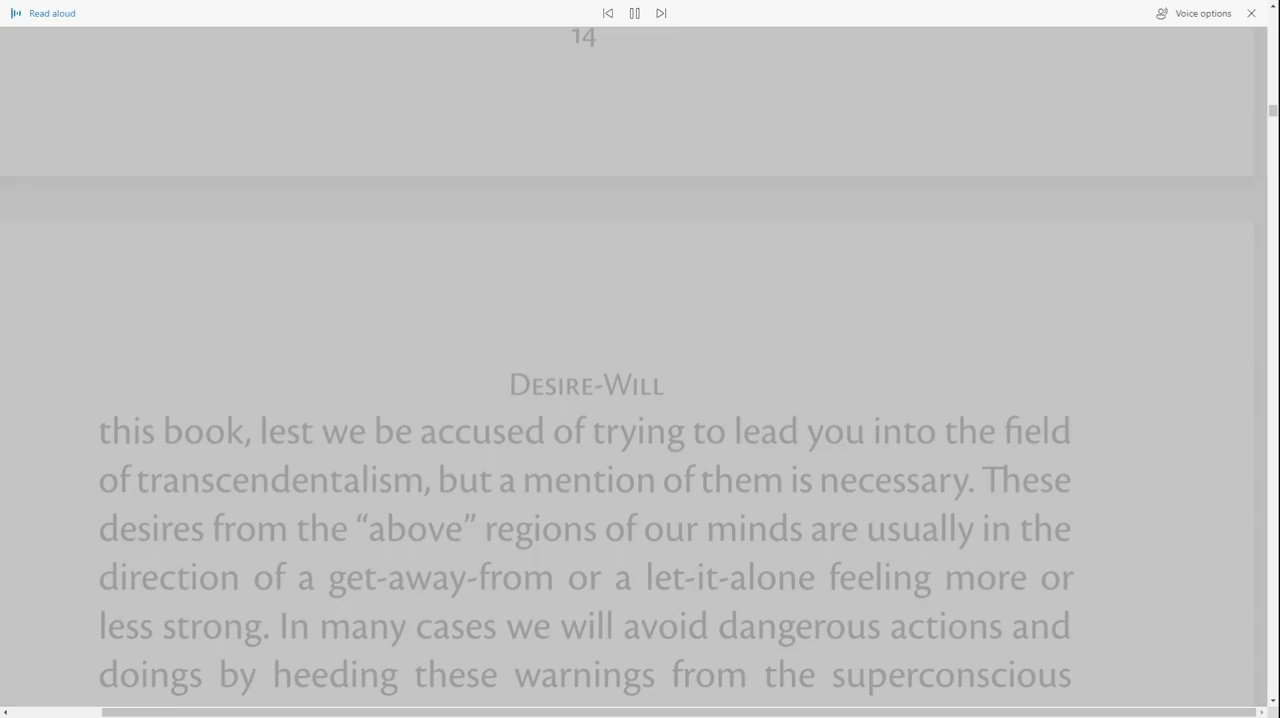 Read aloud
Voice options
14
Desire-Will
this book, lest we be accused of trying to lead you into the field
of transcendentalism, but a mention of them is necessary. These
desires from the “above” regions of our minds are usually in the
direction of a get-away-from or a let-it-alone feeling more or
less strong. In many cases we will avoid dangerous actions and
doings by heeding these warnings from the superconscious